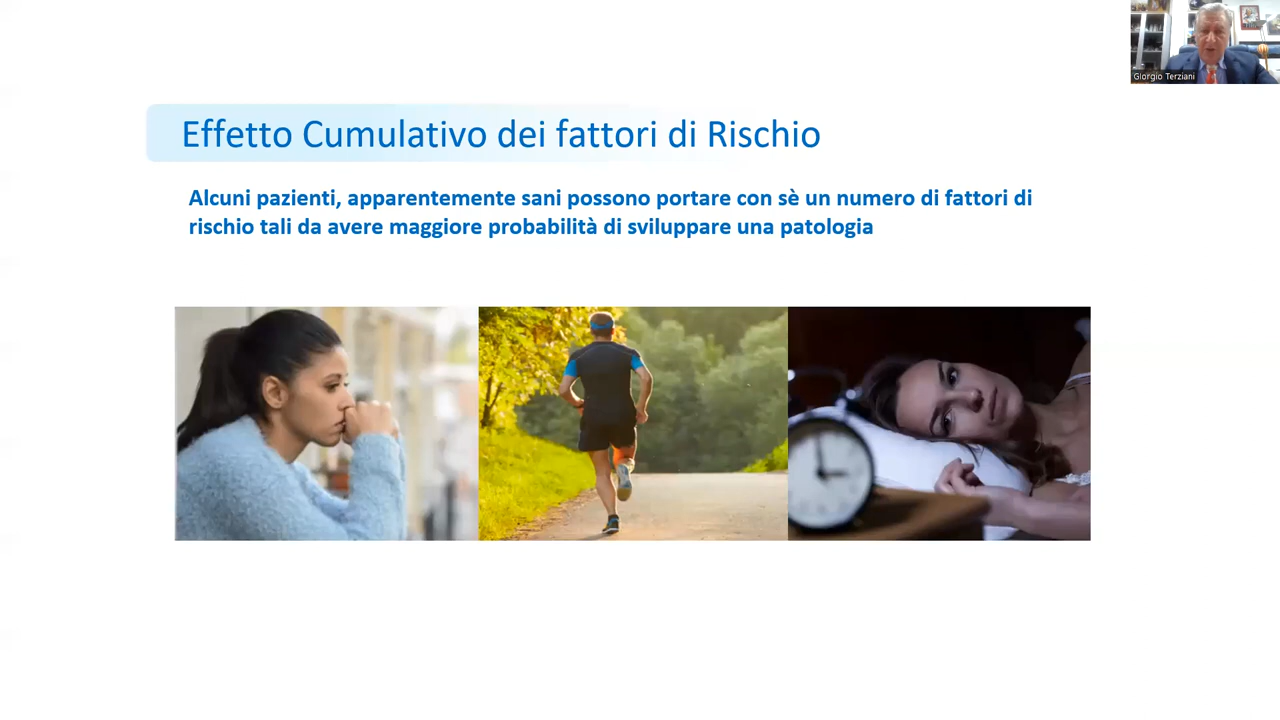 Giorgio Terziani
Effetto Cumulativo dei fattori di Rischio
Alcuni pazienti, apparentemente sani possono portare con sè un numero di fattori di
rischio tali da avere maggiore probabilità di sviluppare una patologia